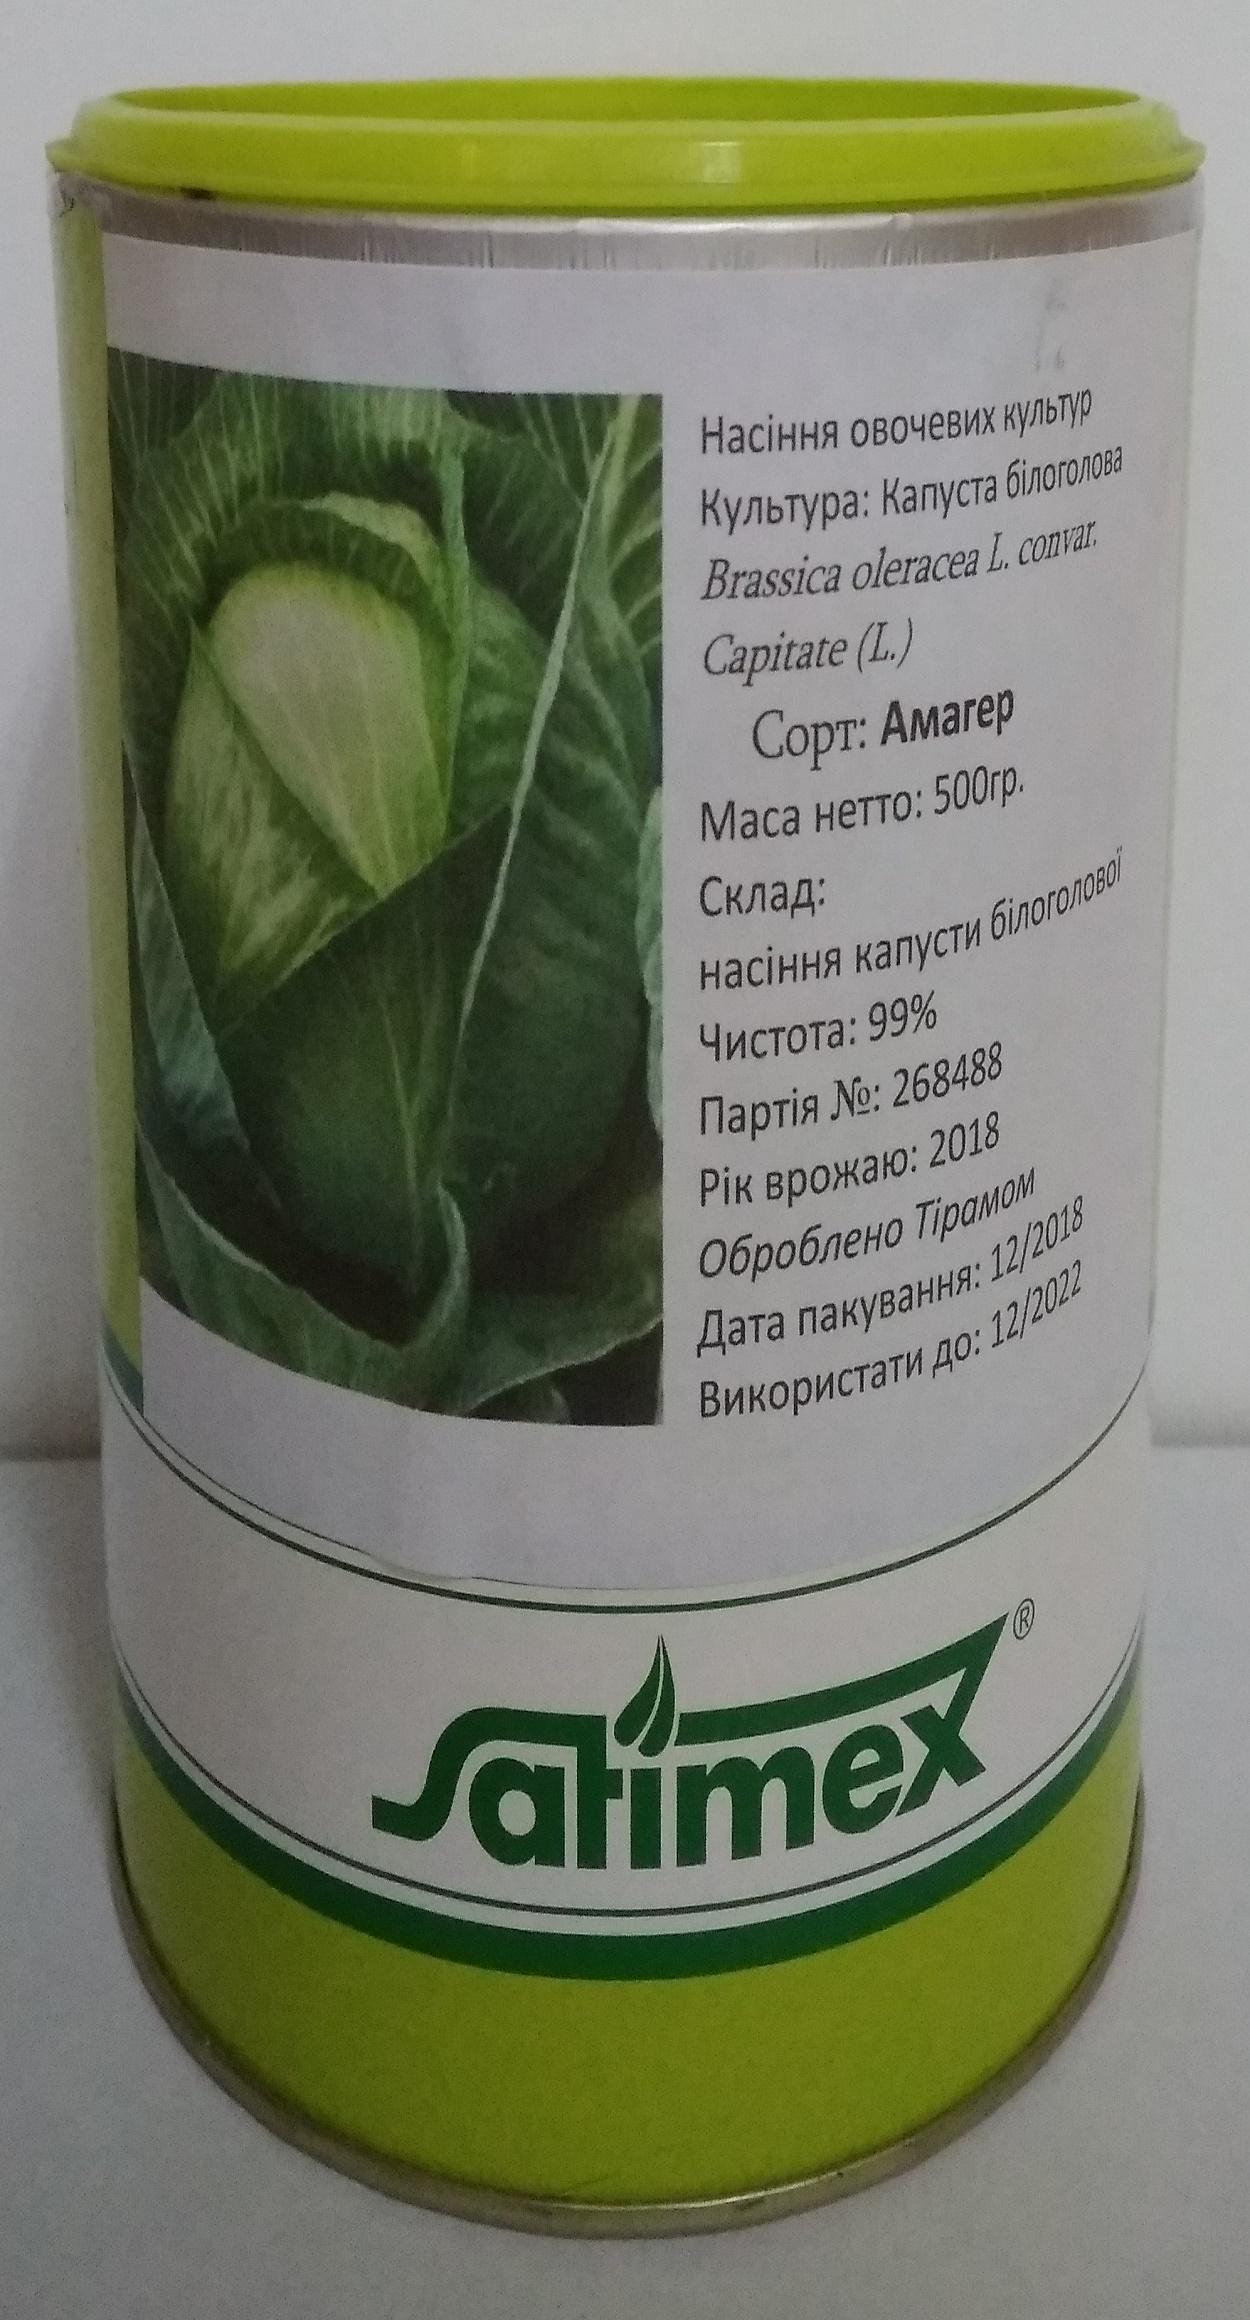 Насіння овочевих культур
Культура: Капуста білоголова
Brassica oleracea L. convar.
Capitate (L.)
Сорт: Амагер
Маса нетто: 500гр.
Склад:
насіння капусти білоголової
Чистота: 99%
Партія №: 268488
Рік врожаю: 2018
Оброблено Тірамом
Дата пакування: 12/2018
Використати до: 12/2022
Satimex®